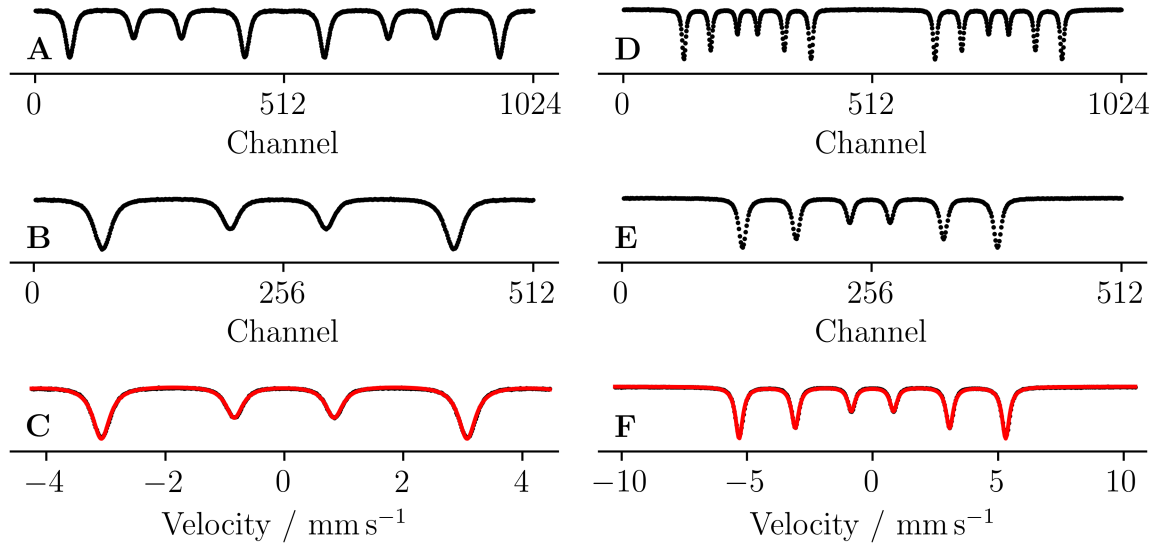 A
0 512 1024
Channel
B
0 256 512
Channel
C
−4 −2 0 2 4
Velocity / mm s⁻¹
D
0 512 1024
Channel
E
0 256 512
Channel
F
−10 −5 0 5 10
Velocity / mm s⁻¹